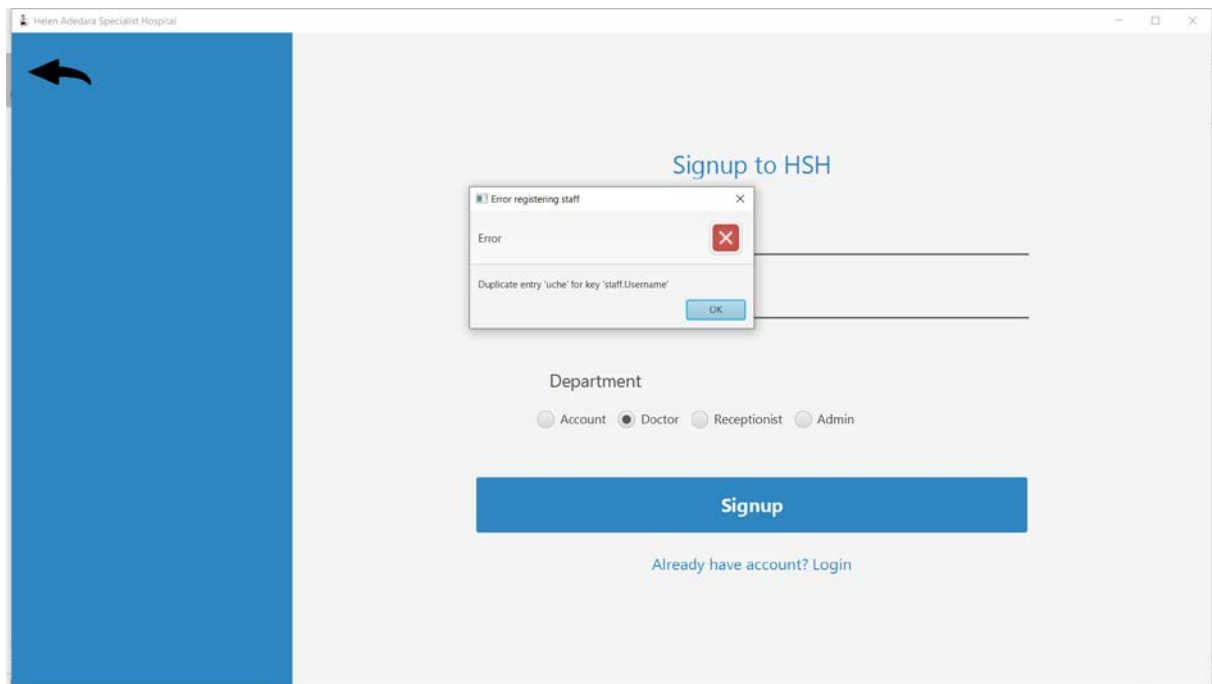 Helen Adedara Specialist Hospital
Signup to HSH
Error registering staff
Error
Duplicate entry 'uche' for key 'staff.Username'
OK
Department
Account Doctor Receptionist Admin
Signup
Already have account? Login